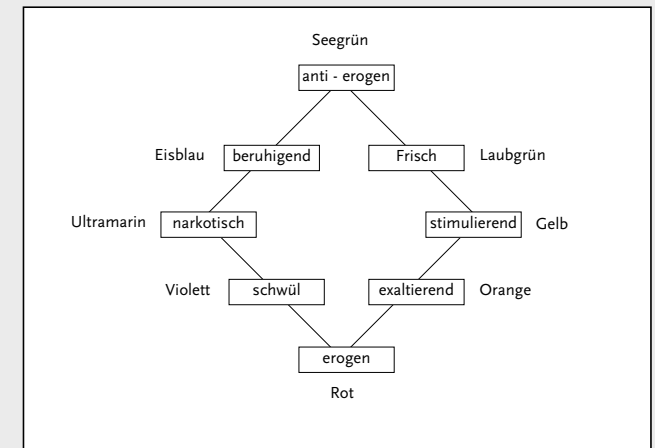 Seegrün
anti - erogen
Eisblau beruhigend Frisch Laubgrün
Ultramarin narkotisch stimulierend Gelb
Violett schwül exaltierend Orange
erogen
Rot